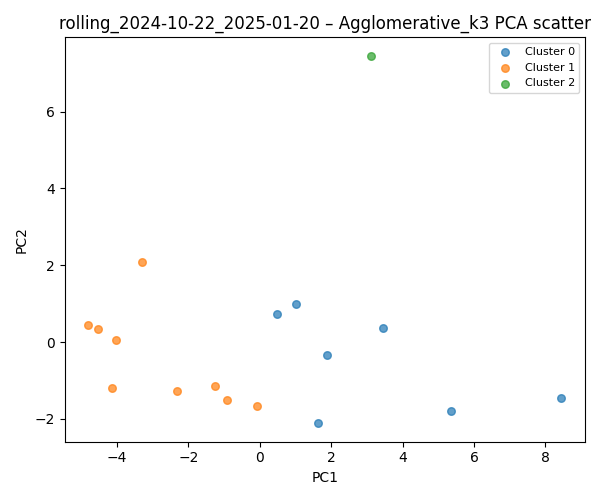 rolling_2024-10-22_2025-01-20 – Agglomerative_k3 PCA scatter
Cluster 0
Cluster 1
Cluster 2
PC2
6
4
2
0
−2
−4 −2 0 2 4 6 8
PC1